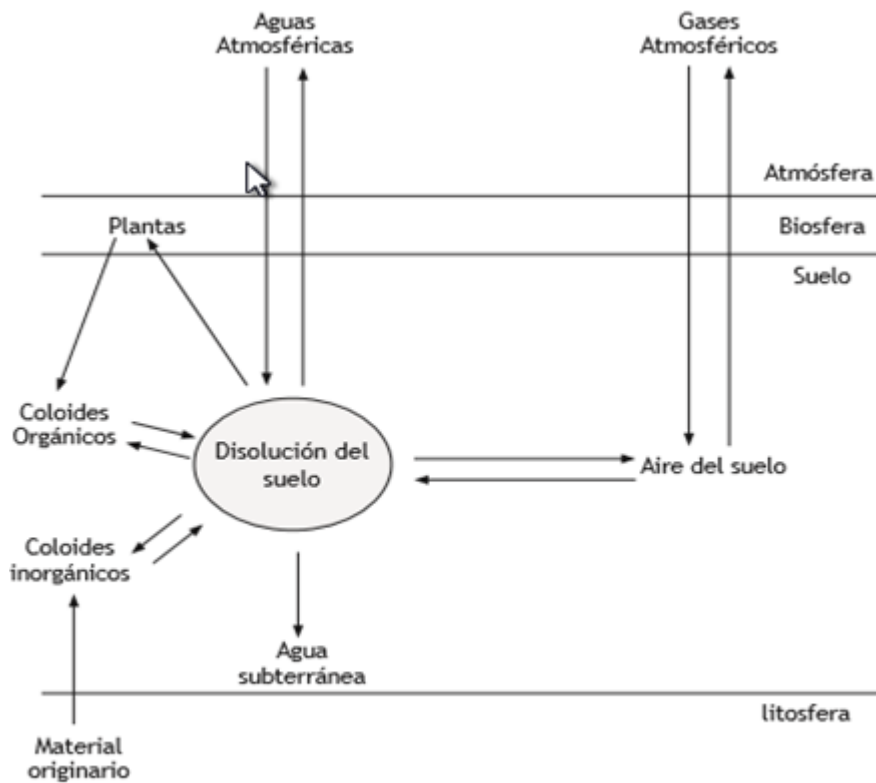 Aguas
Atmosféricas
Gases
Atmosféricos
Atmósfera
Plantas
Biosfera
Suelo
Coloides
Orgánicos
Disolución del
suelo
Aire del suelo
Coloides
inorgánicos
Agua
subterránea
litosfera
Material
originario